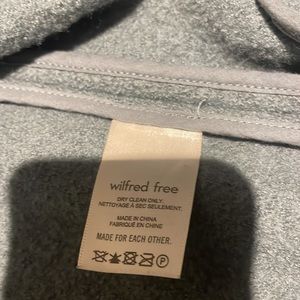 wilfred free
DRY CLEAN ONLY.
NETTOYAGE À SEC SEULEMENT.
MADE IN CHINA
FABRIQUÉ EN CHINE
MADE FOR EACH OTHER.